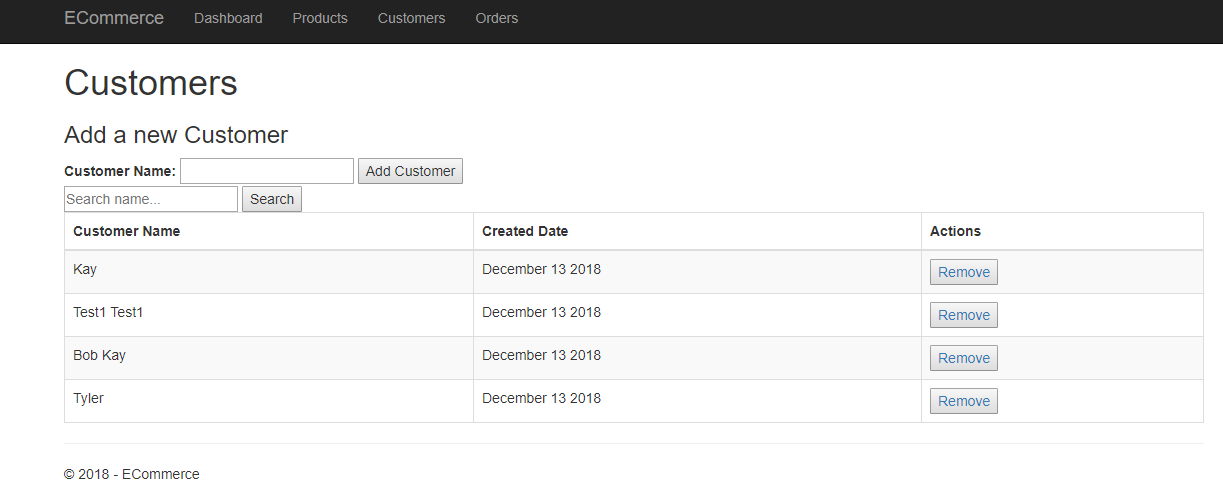 ECommerce Dashboard Products Customers Orders
Customers
Add a new Customer
Customer Name: Add Customer
Search name... Search
Customer Name Created Date Actions
Kay December 13 2018 Remove
Test1 Test1 December 13 2018 Remove
Bob Kay December 13 2018 Remove
Tyler December 13 2018 Remove
© 2018 - ECommerce